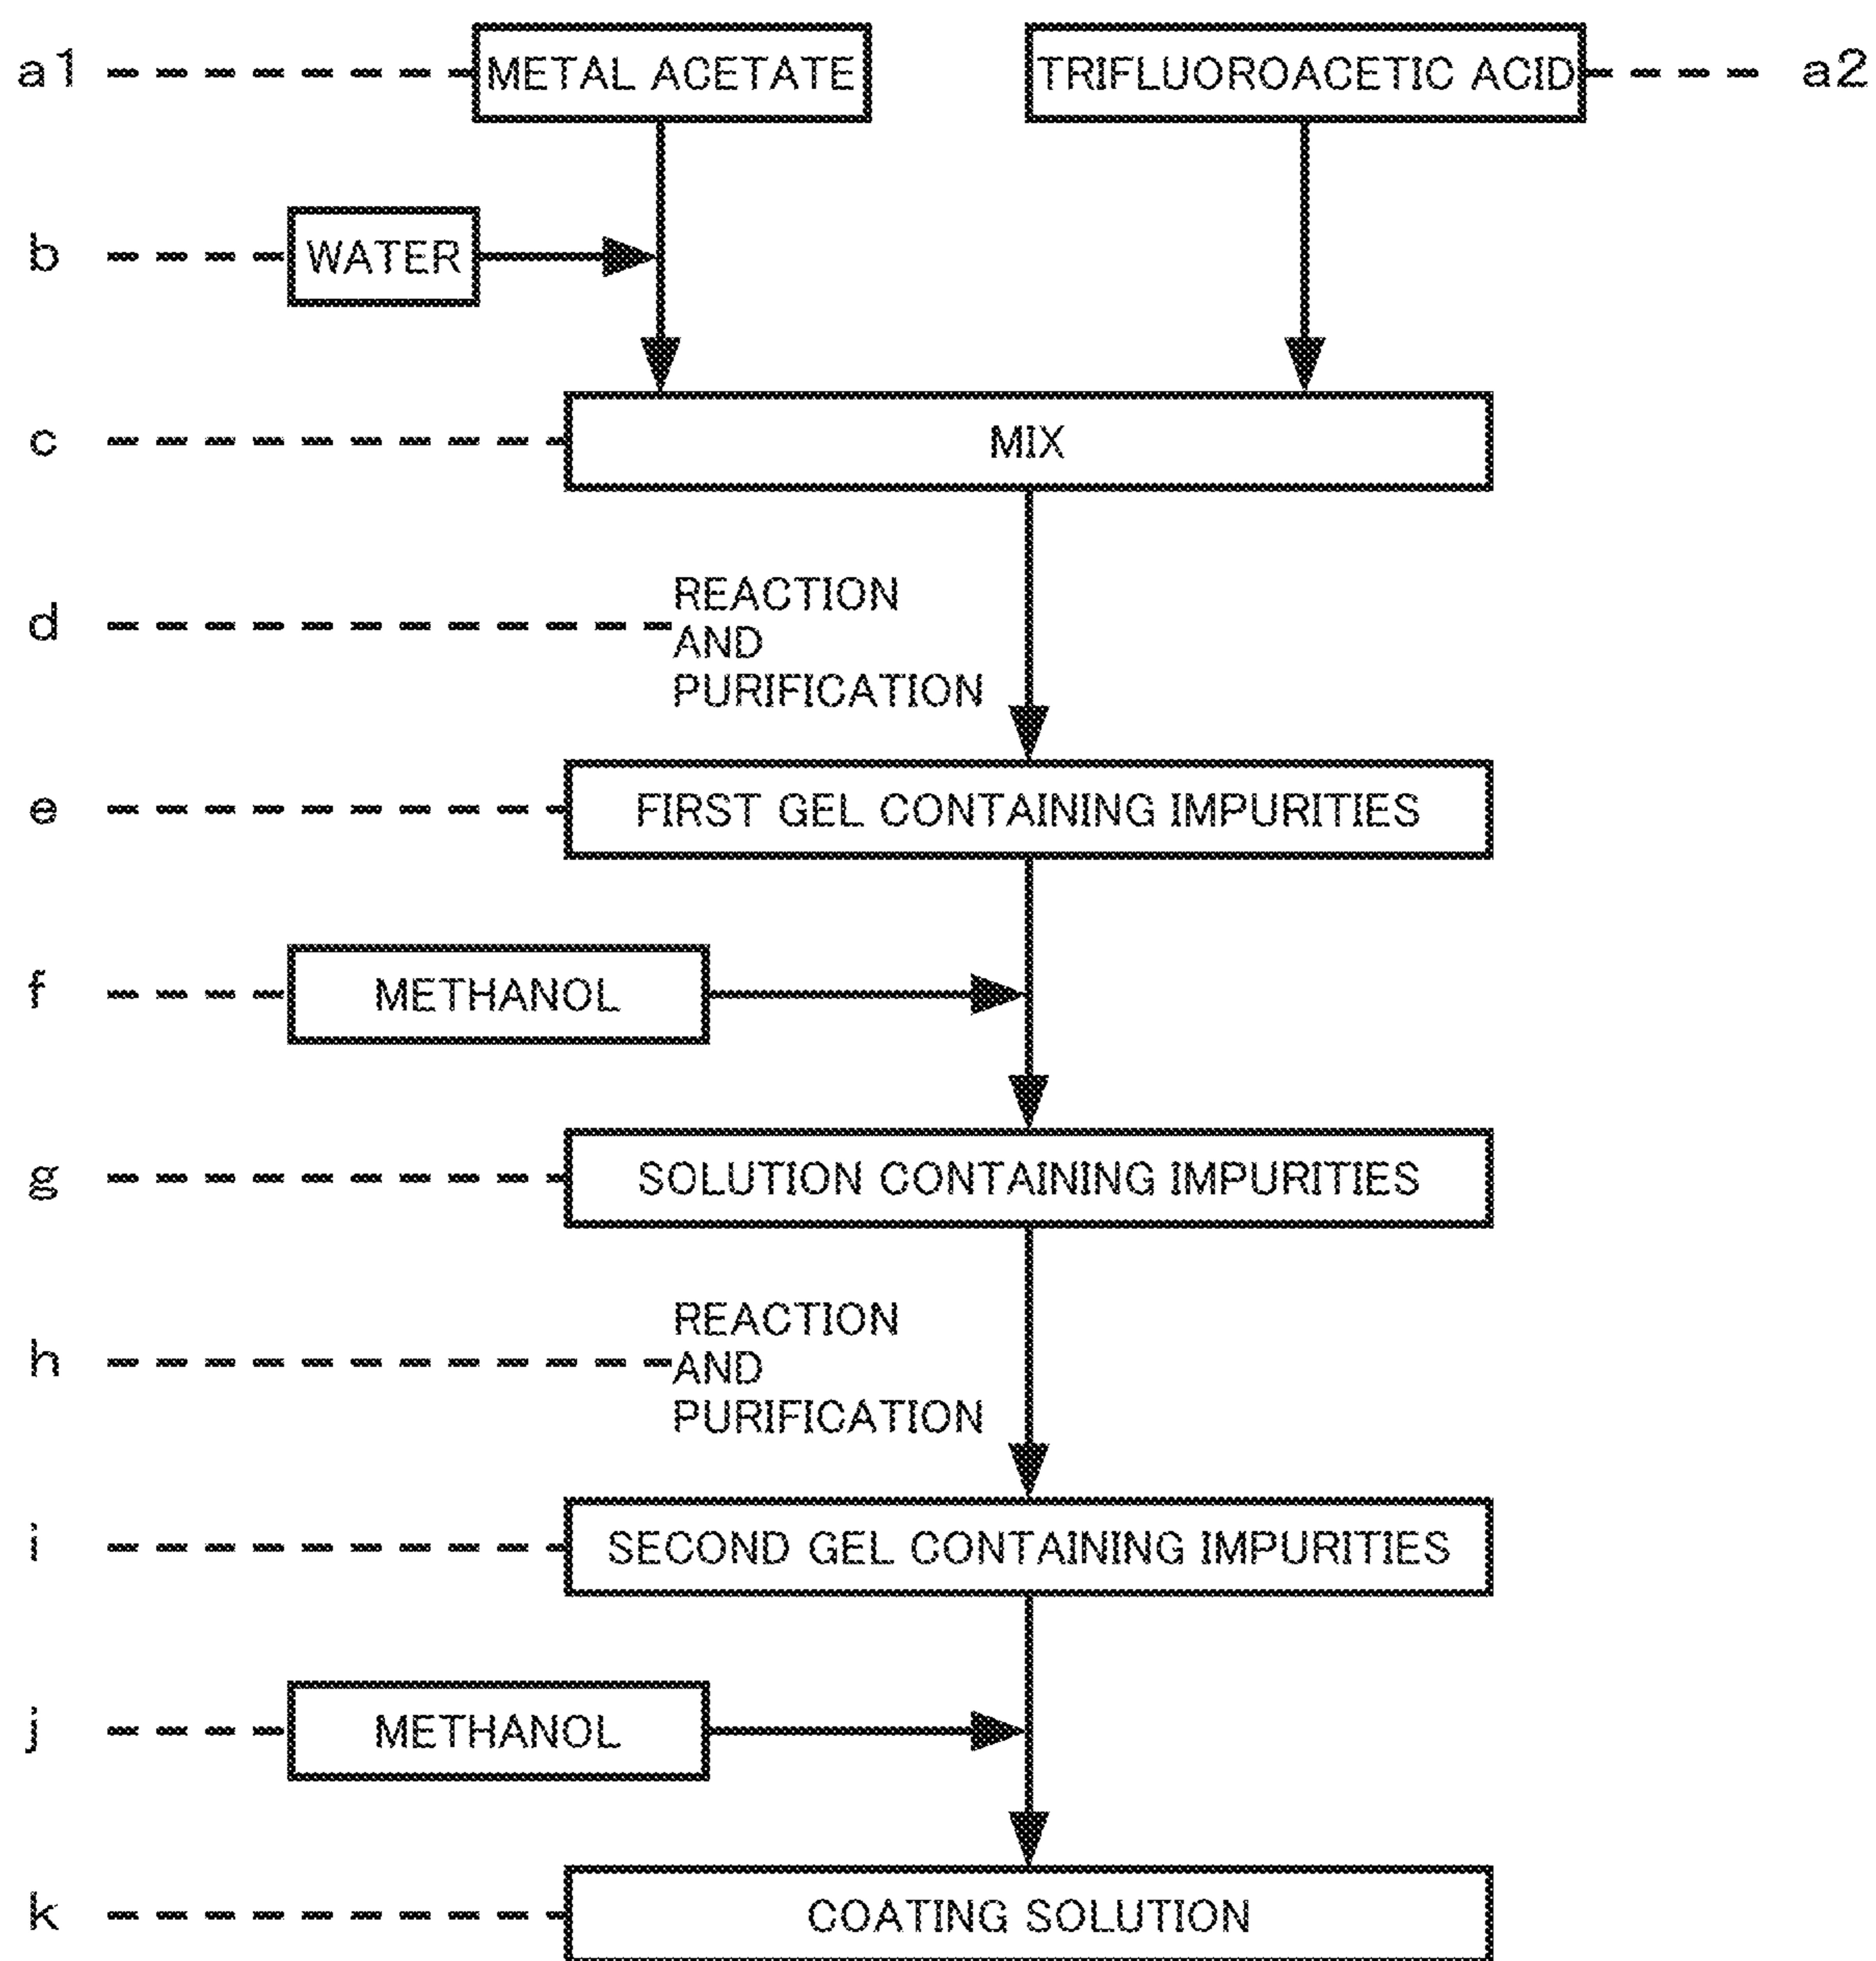 a1 METAL ACETATE TRIFLUOROACETIC ACID a2
b WATER
c MIX
d REACTION
AND
PURIFICATION
e FIRST GEL CONTAINING IMPURITIES
f METHANOL
g SOLUTION CONTAINING IMPURITIES
h REACTION
AND
PURIFICATION
i SECOND GEL CONTAINING IMPURITIES
j METHANOL
k COATING SOLUTION